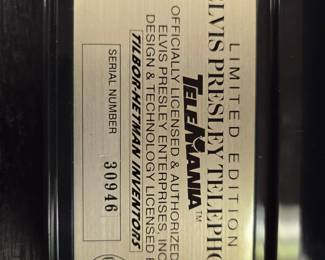 LIMITED EDITION
ELVIS PRESLEY TELEPHO
TELEMANIA™
OFFICIALLY LICENSED & AUTHORIZED
ELVIS PRESLEY ENTERPRISES, INC
DESIGN & TECHNOLOGY LICENSED B
TILBOR-HETMAN INVENTORS
SERIAL NUMBER 30946